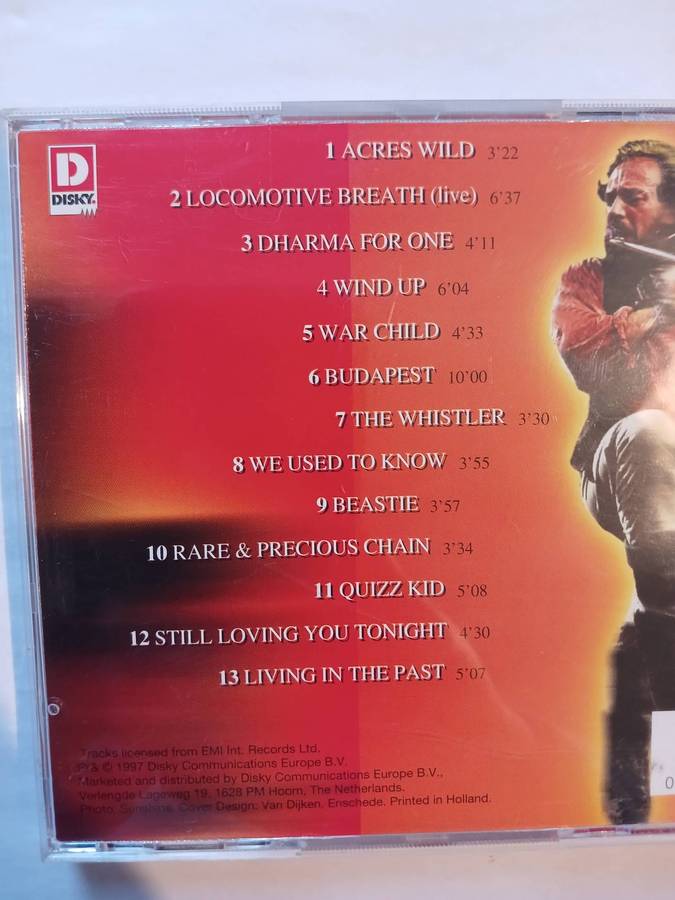 D
DISKY.
1 ACRES WILD 3'22
2 LOCOMOTIVE BREATH (live) 6'37
3 DHARMA FOR ONE 4'11
4 WIND UP 6'04
5 WAR CHILD 4'33
6 BUDAPEST 10'00
7 THE WHISTLER 3'30
8 WE USED TO KNOW 3'55
9 BEASTIE 3'57
10 RARE & PRECIOUS CHAIN 3'34
11 QUIZZ KID 5'08
12 STILL LOVING YOU TONIGHT 4'30
13 LIVING IN THE PAST 5'07
Tracks licensed from EMI Int. Records Ltd.
P & © 1997 Disky Communications Europe B.V.
Marketed and distributed by Disky Communications Europe B.V.,
Verlengde Lageweg 19, 1628 PM Hoorn, The Netherlands.
Photo: Sunshine. Cover Design: Van Dijken, Enschede. Printed in Holland.
0